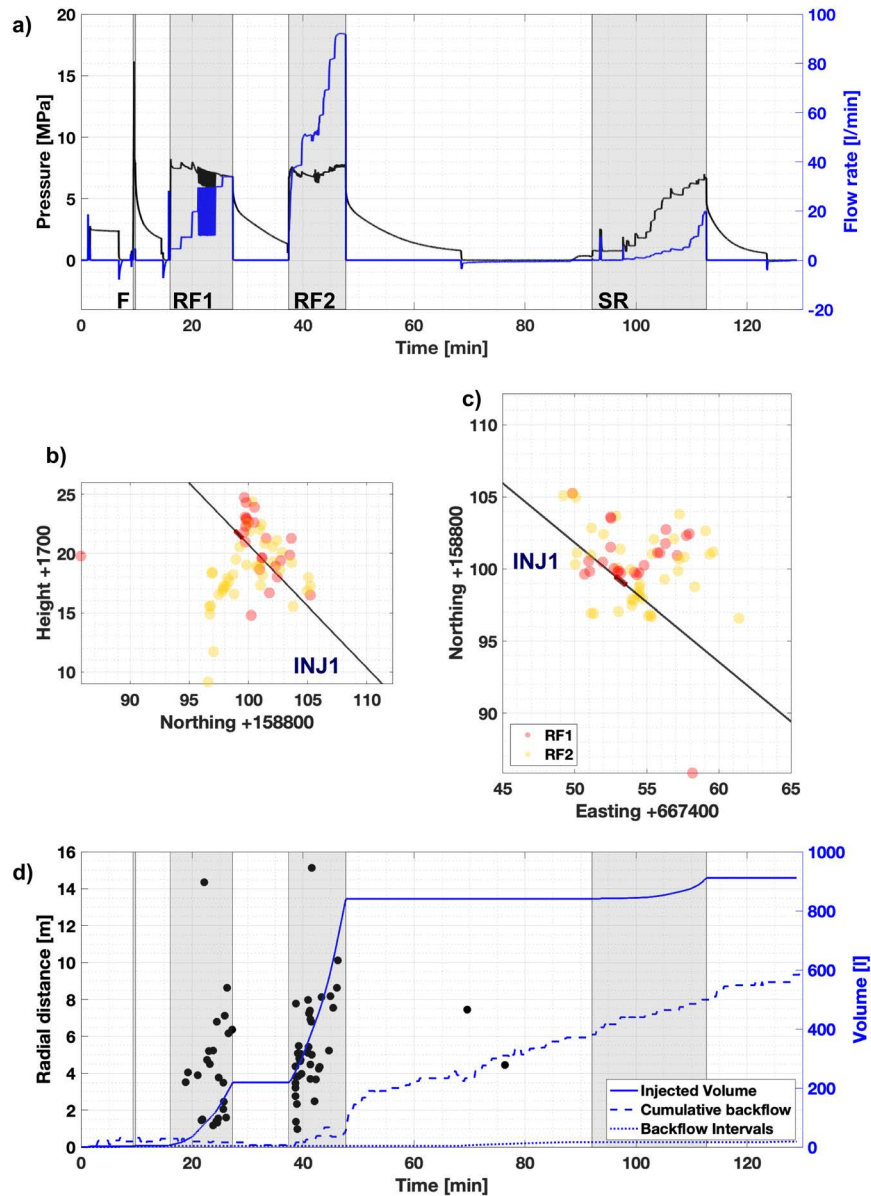 a)
20
15
10
5
0
Pressure [MPa]
100
80
60
40
20
0
-20
Flow rate [l/min]
F
RF1
RF2
SR
0
20
40
60
80
100
120
Time [min]
b)
25
20
15
10
Height +1700
INJ1
90
95
100
105
110
Northing +158800
c)
110
105
100
95
90
Northing +158800
INJ1
RF1
RF2
45
50
55
60
65
Easting +667400
d)
16
14
12
10
8
6
4
2
0
Radial distance [m]
1000
800
600
400
200
0
Volume [l]
Injected Volume
Cumulative backflow
Backflow Intervals
0
20
40
60
80
100
120
Time [min]